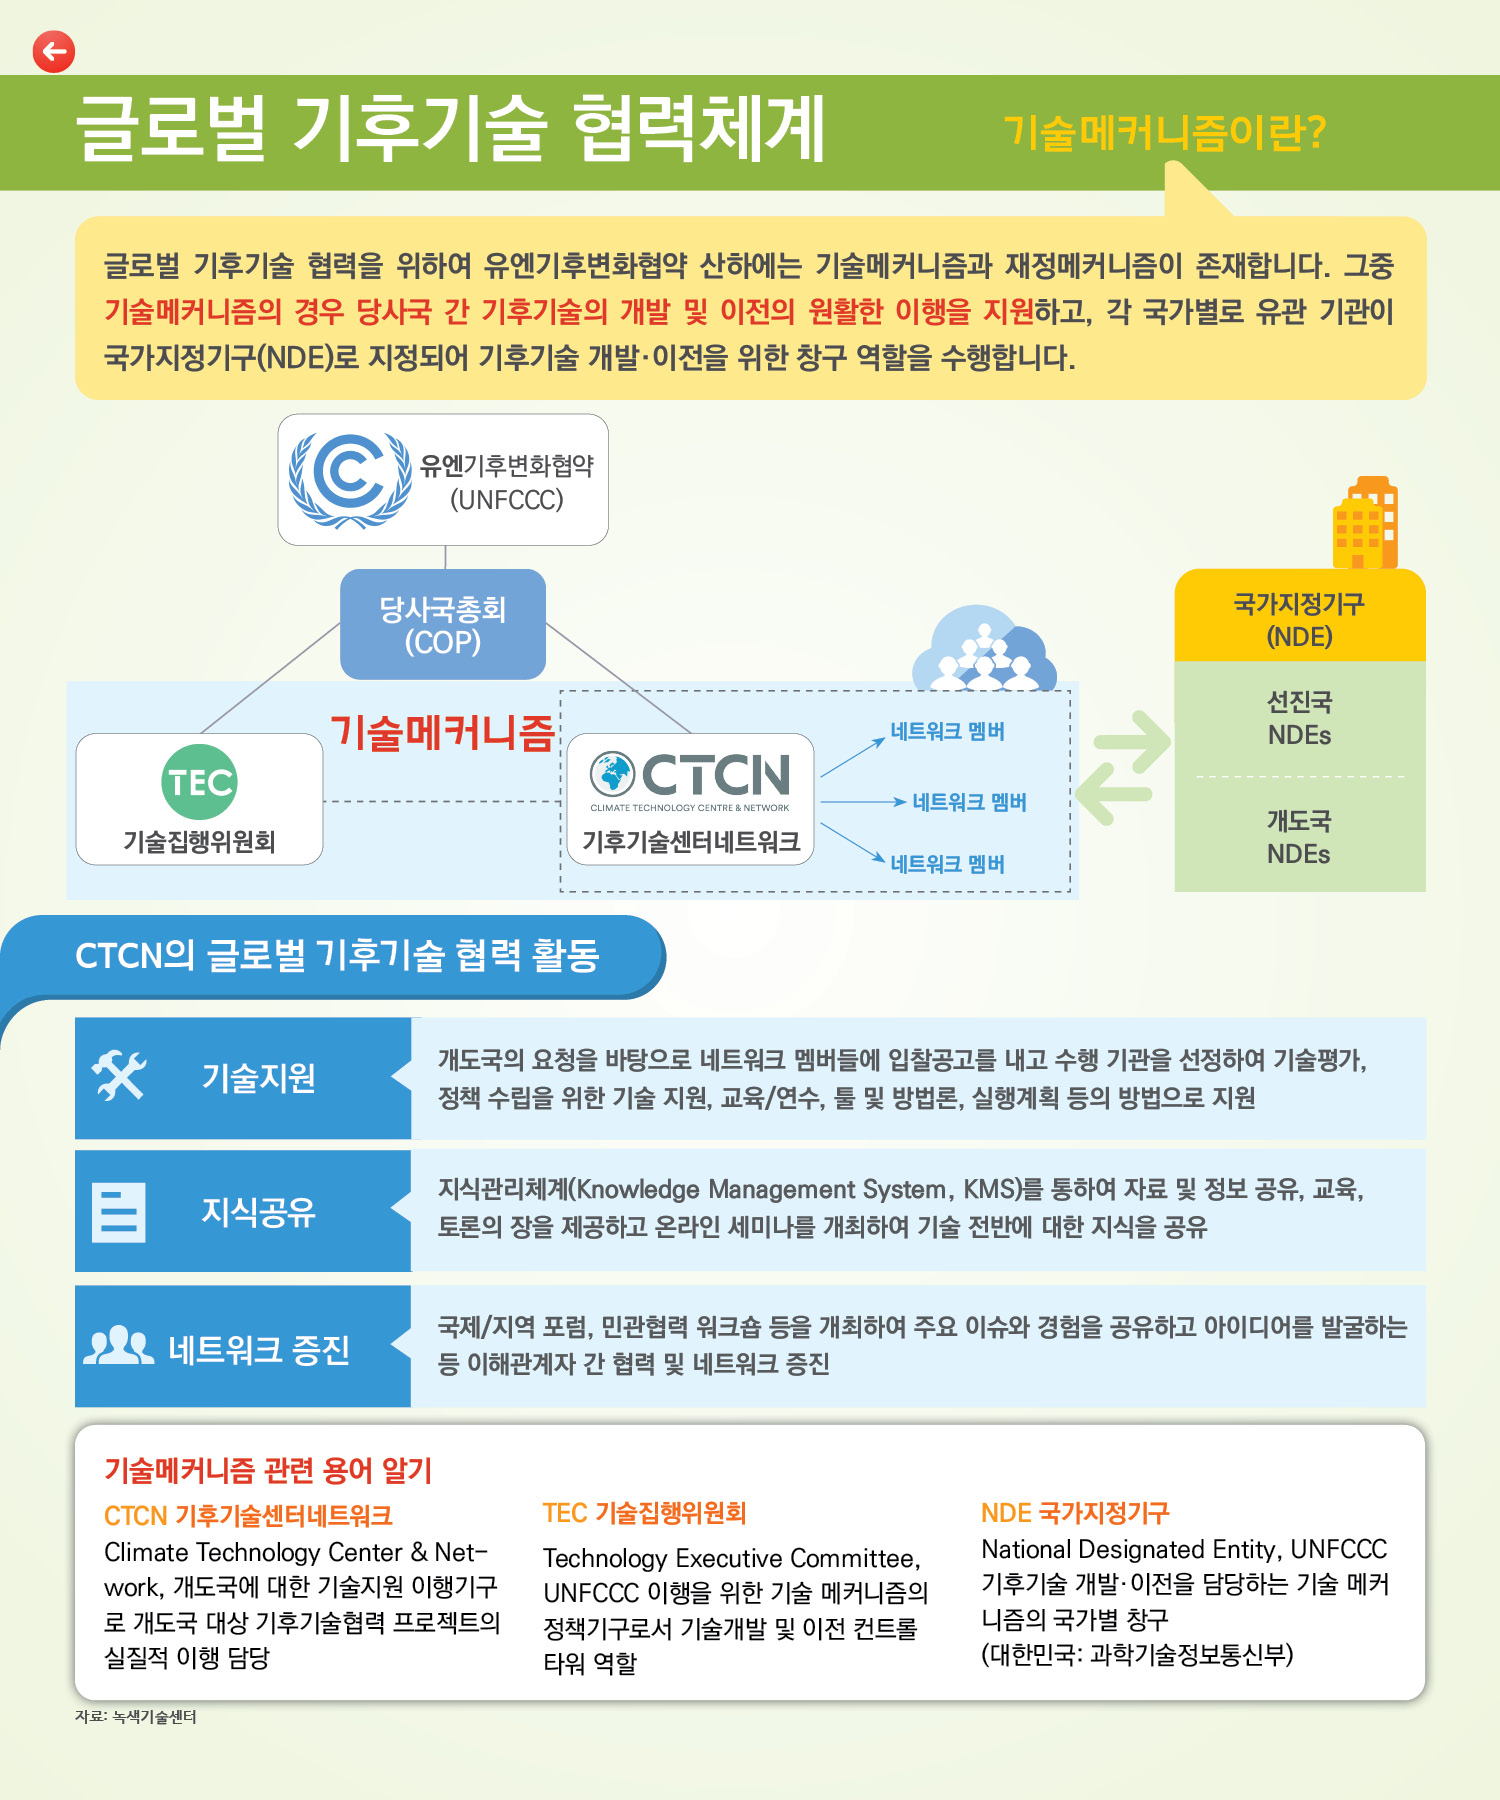 글로벌 기후기술 협력체계
기술메커니즘이란?
글로벌 기후기술 협력을 위하여 유엔기후변화협약 산하에는 기술메커니즘과 재정메커니즘이 존재합니다. 그중
기술메커니즘의 경우 당사국 간 기후기술의 개발 및 이전의 원활한 이행을 지원하고, 각 국가별로 유관 기관이
국가지정기구(NDE)로 지정되어 기후기술 개발·이전을 위한 창구 역할을 수행합니다.
유엔기후변화협약
(UNFCCC)
당사국총회
(COP)
기술메커니즘
TEC
기술집행위원회
CTCN
CLIMATE TECHNOLOGY CENTRE & NETWORK
기후기술센터네트워크
네트워크 멤버
네트워크 멤버
네트워크 멤버
국가지정기구
(NDE)
선진국
NDEs
개도국
NDEs
CTCN의 글로벌 기후기술 협력 활동
기술지원
개도국의 요청을 바탕으로 네트워크 멤버들에 입찰공고를 내고 수행 기관을 선정하여 기술평가,
정책 수립을 위한 기술 지원, 교육/연수, 툴 및 방법론, 실행계획 등의 방법으로 지원
지식공유
지식관리체계(Knowledge Management System, KMS)를 통하여 자료 및 정보 공유, 교육,
토론의 장을 제공하고 온라인 세미나를 개최하여 기술 전반에 대한 지식을 공유
네트워크 증진
국제/지역 포럼, 민관협력 워크숍 등을 개최하여 주요 이슈와 경험을 공유하고 아이디어를 발굴하는
등 이해관계자 간 협력 및 네트워크 증진
기술메커니즘 관련 용어 알기
CTCN 기후기술센터네트워크
Climate Technology Center & Net-
work, 개도국에 대한 기술지원 이행기구
로 개도국 대상 기후기술협력 프로젝트의
실질적 이행 담당
TEC 기술집행위원회
Technology Executive Committee,
UNFCCC 이행을 위한 기술 메커니즘의
정책기구로서 기술개발 및 이전 컨트롤
타워 역할
NDE 국가지정기구
National Designated Entity, UNFCCC
기후기술 개발·이전을 담당하는 기술 메커
니즘의 국가별 창구
(대한민국: 과학기술정보통신부)
자료: 녹색기술센터